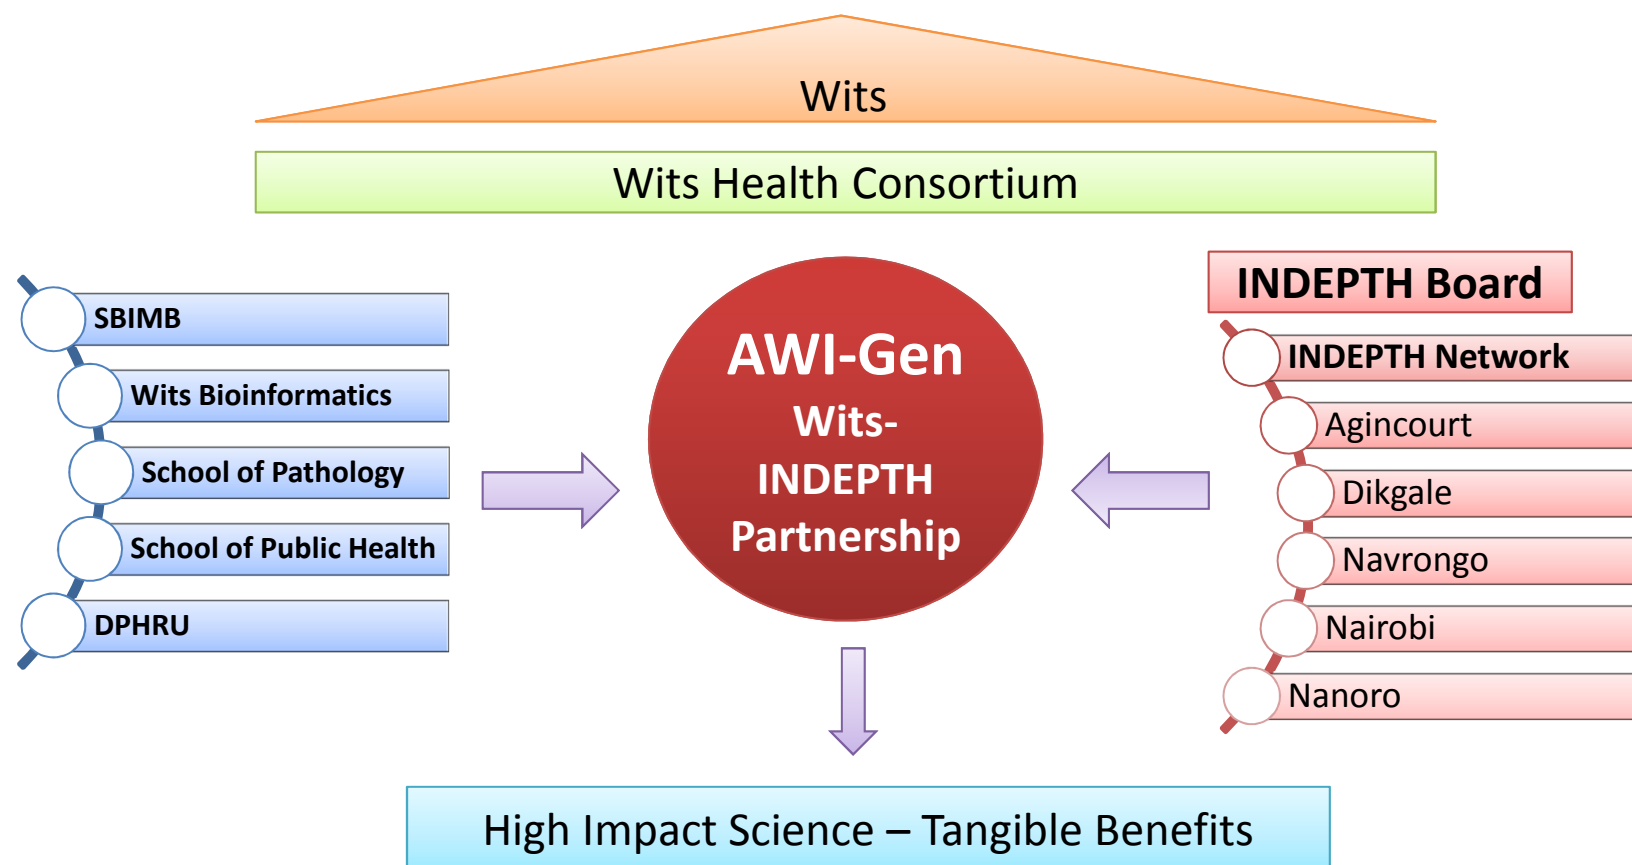 Wits
Wits Health Consortium
SBIMB
Wits Bioinformatics
School of Pathology
School of Public Health
DPHRU
AWI-Gen
Wits-
INDEPTH
Partnership
INDEPTH Board
INDEPTH Network
Agincourt
Dikgale
Navrongo
Nairobi
Nanoro
High Impact Science – Tangible Benefits